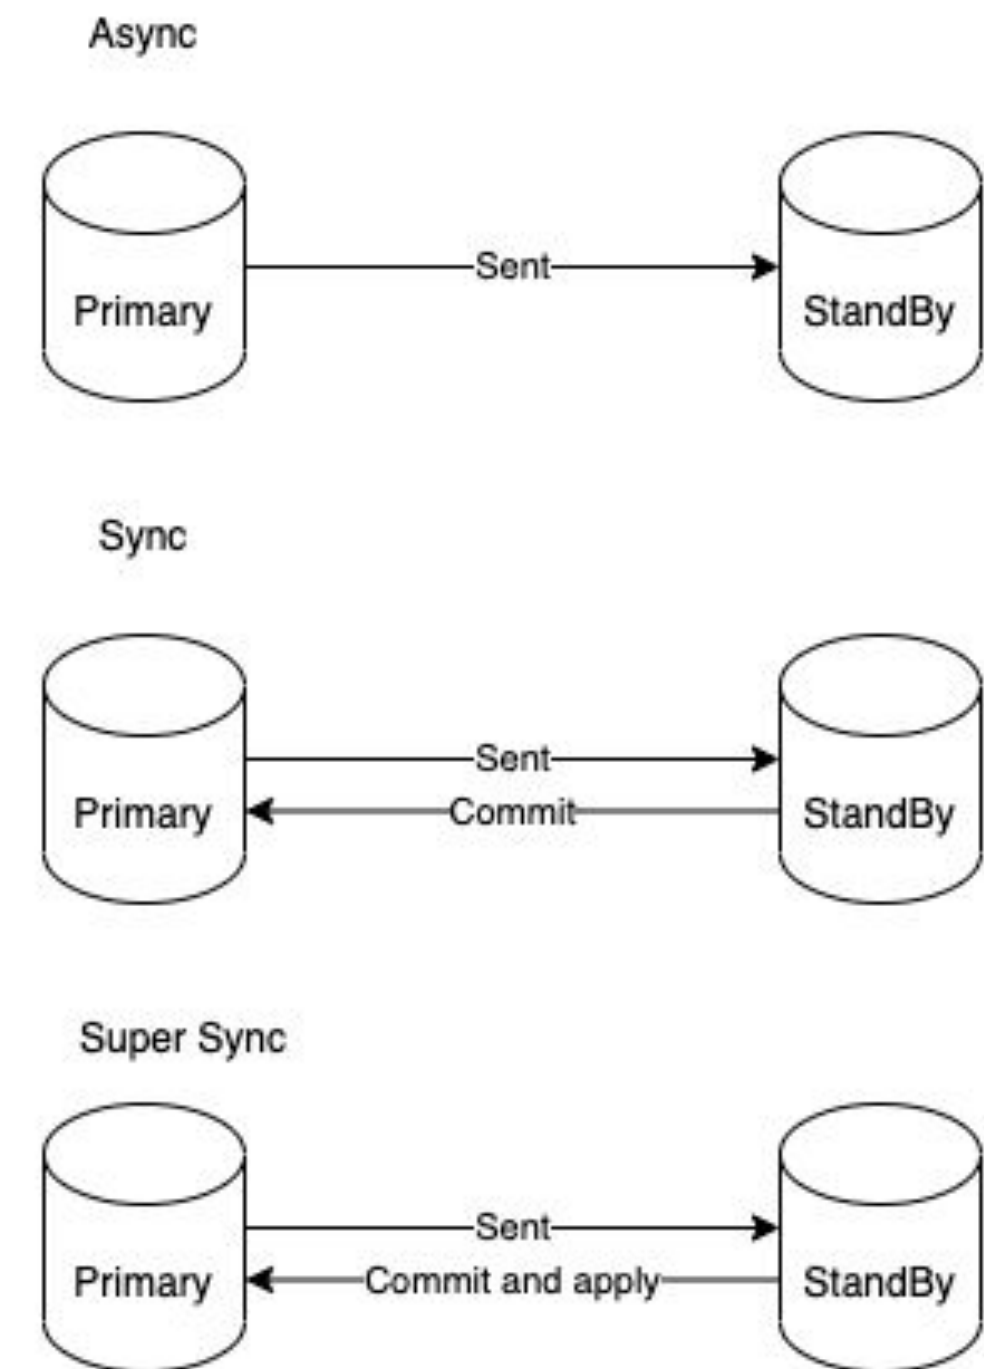 Async
Sent
Primary
StandBy
Sync
Sent
Primary
Commit
StandBy
Super Sync
Sent
Primary
Commit and apply
StandBy